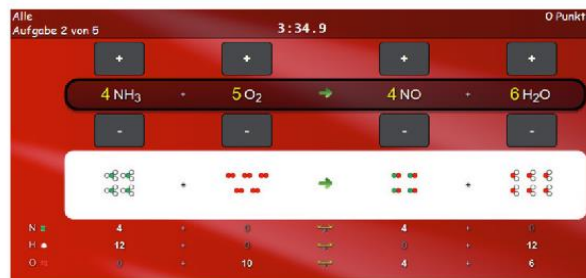 Alle 0 Punkt
Aufgabe 2 von 5 3:34.9
+ + + +
4 NH₃ + 5 O₂ 4 NO + 6 H₂O
- - - -
+ +
N 4 + 0 4 + 0
H 12 + 0 0 + 12
O 0 + 10 4 + 6